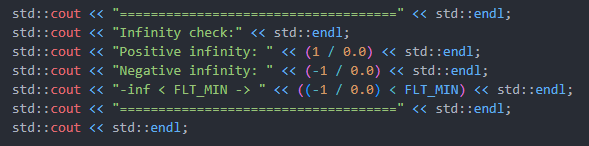 std::cout << "====================================" << std::endl;
std::cout << "Infinity check:" << std::endl;
std::cout << "Positive infinity: " << (1 / 0.0) << std::endl;
std::cout << "Negative infinity: " << (-1 / 0.0) << std::endl;
std::cout << "-inf < FLT_MIN -> " << ((-1 / 0.0) < FLT_MIN) << std::endl;
std::cout << "====================================" << std::endl;
std::cout << std::endl;